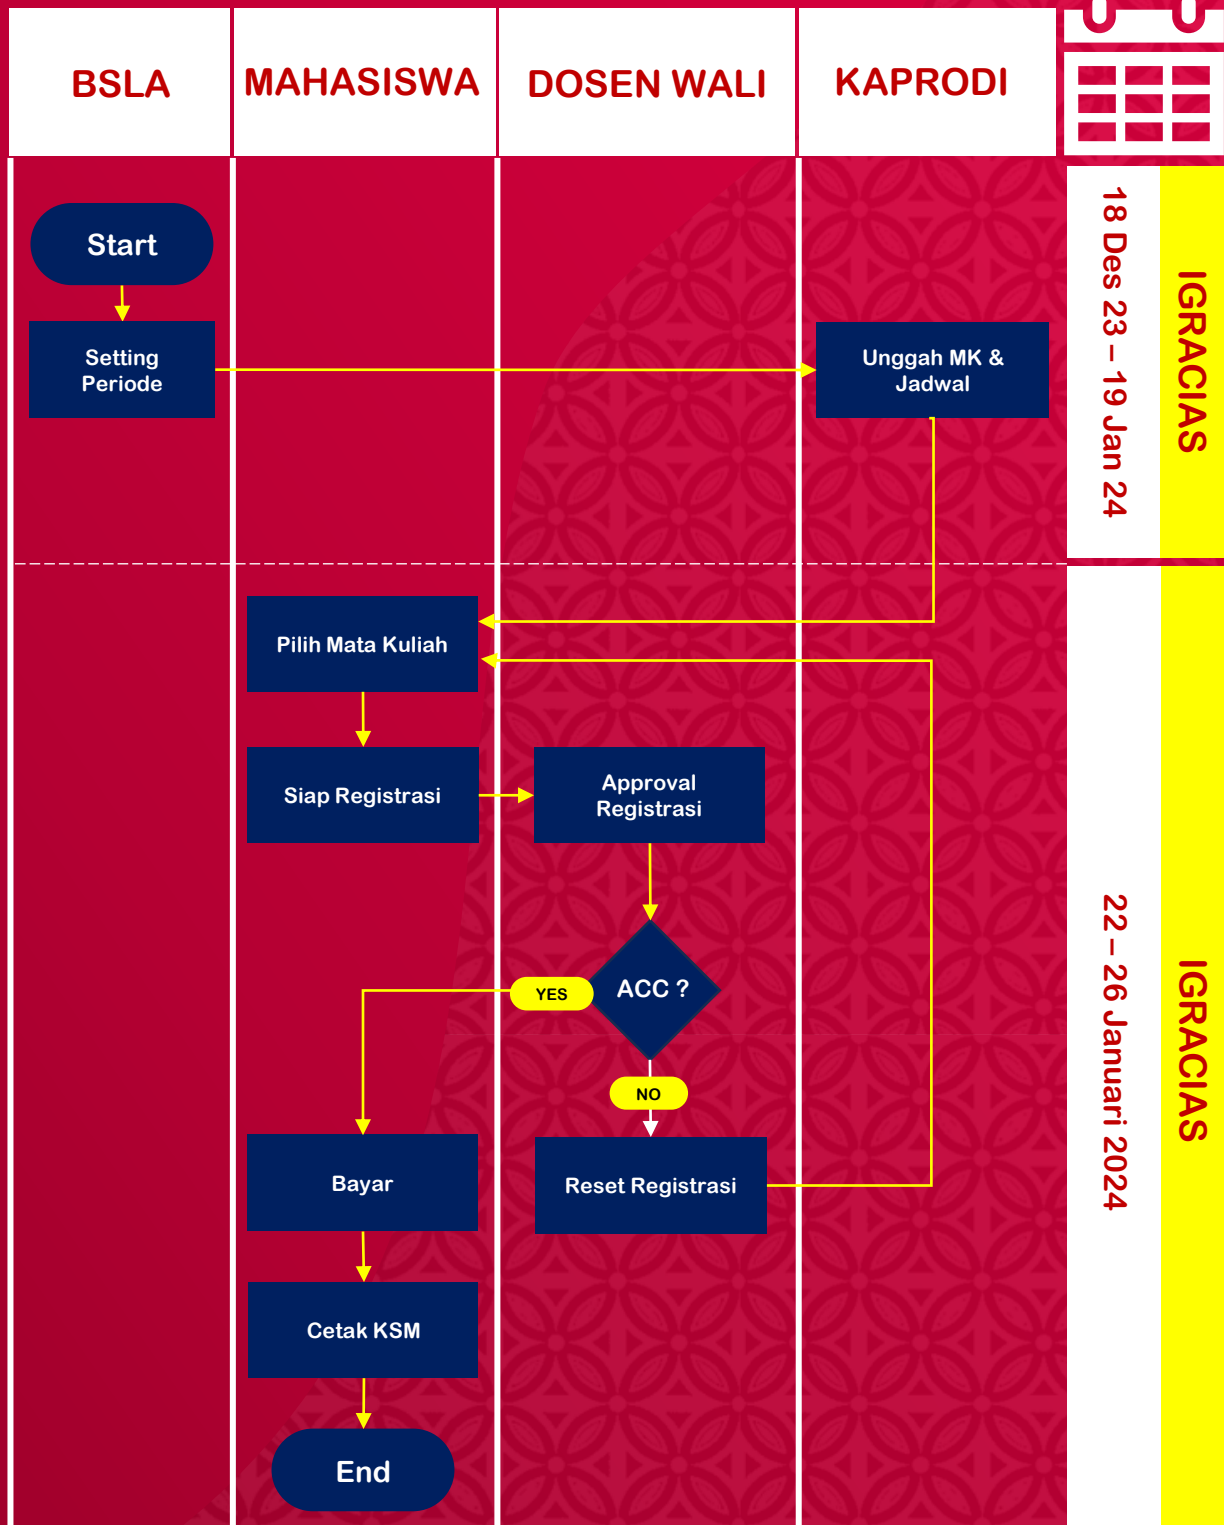 BSLA
MAHASISWA
DOSEN WALI
KAPRODI
Start
Setting
Periode
Unggah MK &
Jadwal
18 Des 23 – 19 Jan 24
IGRACIAS
Pilih Mata Kuliah
Siap Registrasi
Approval
Registrasi
ACC ?
YES
NO
Bayar
Reset Registrasi
Cetak KSM
End
22 – 26 Januari 2024
IGRACIAS